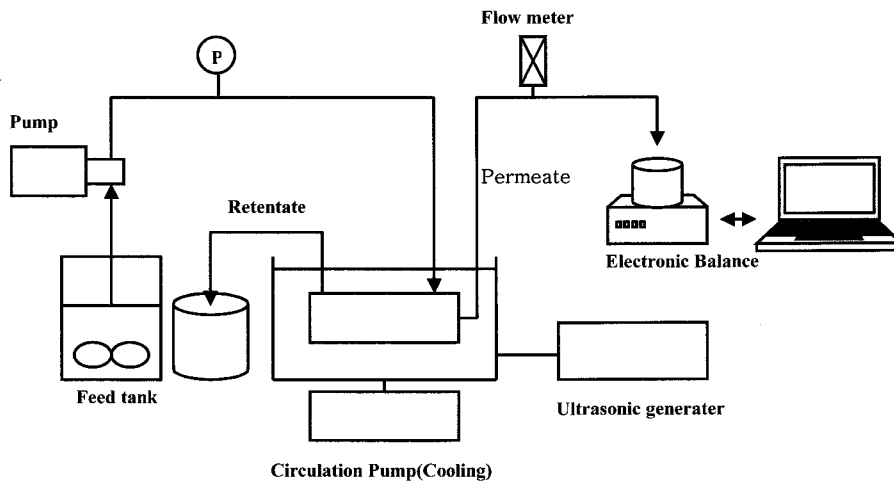 Flow meter
P
Pump
Permeate
Retentate
Electronic Balance
Feed tank
Ultrasonic generater
Circulation Pump(Cooling)